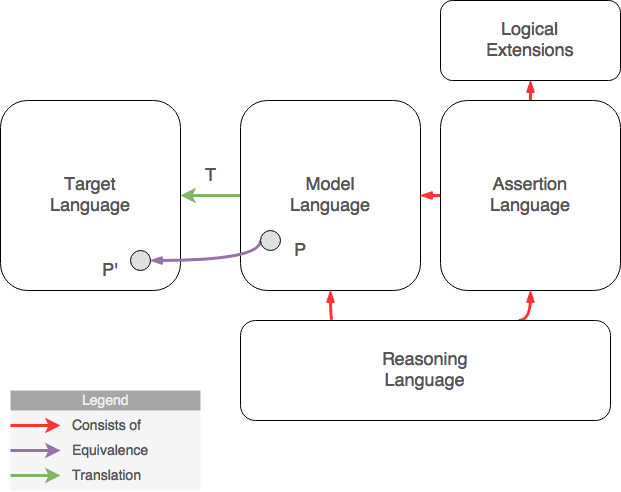 Logical
Extensions
Target
Language
T
Model
Language
Assertion
Language
P
P'
Reasoning
Language
Legend
Consists of
Equivalence
Translation